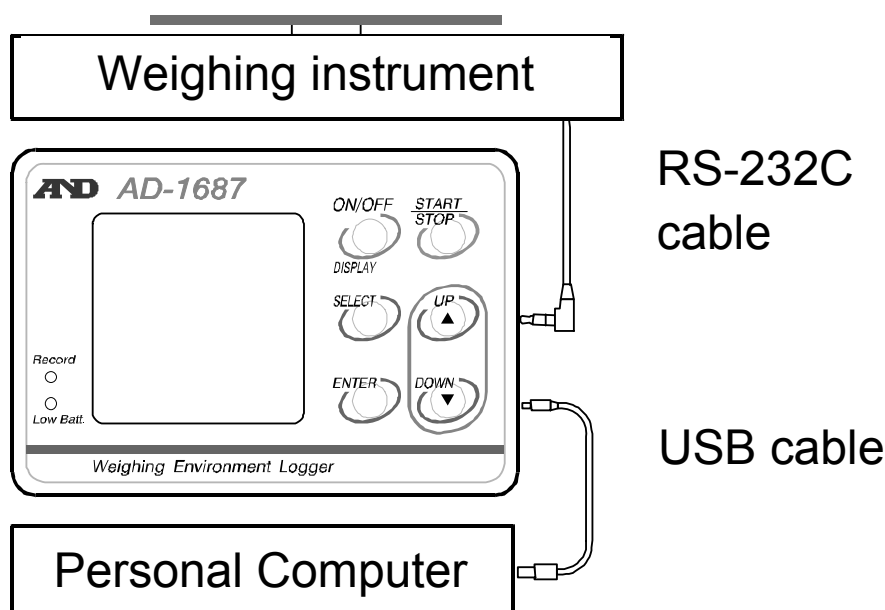 Weighing instrument
RS-232C
cable
AND AD-1687
ON/OFF
START
STOP
DISPLAY
SELECT
UP
▲
Record
ENTER
DOWN
▼
Low Batt.
Weighing Environment Logger
USB cable
Personal Computer